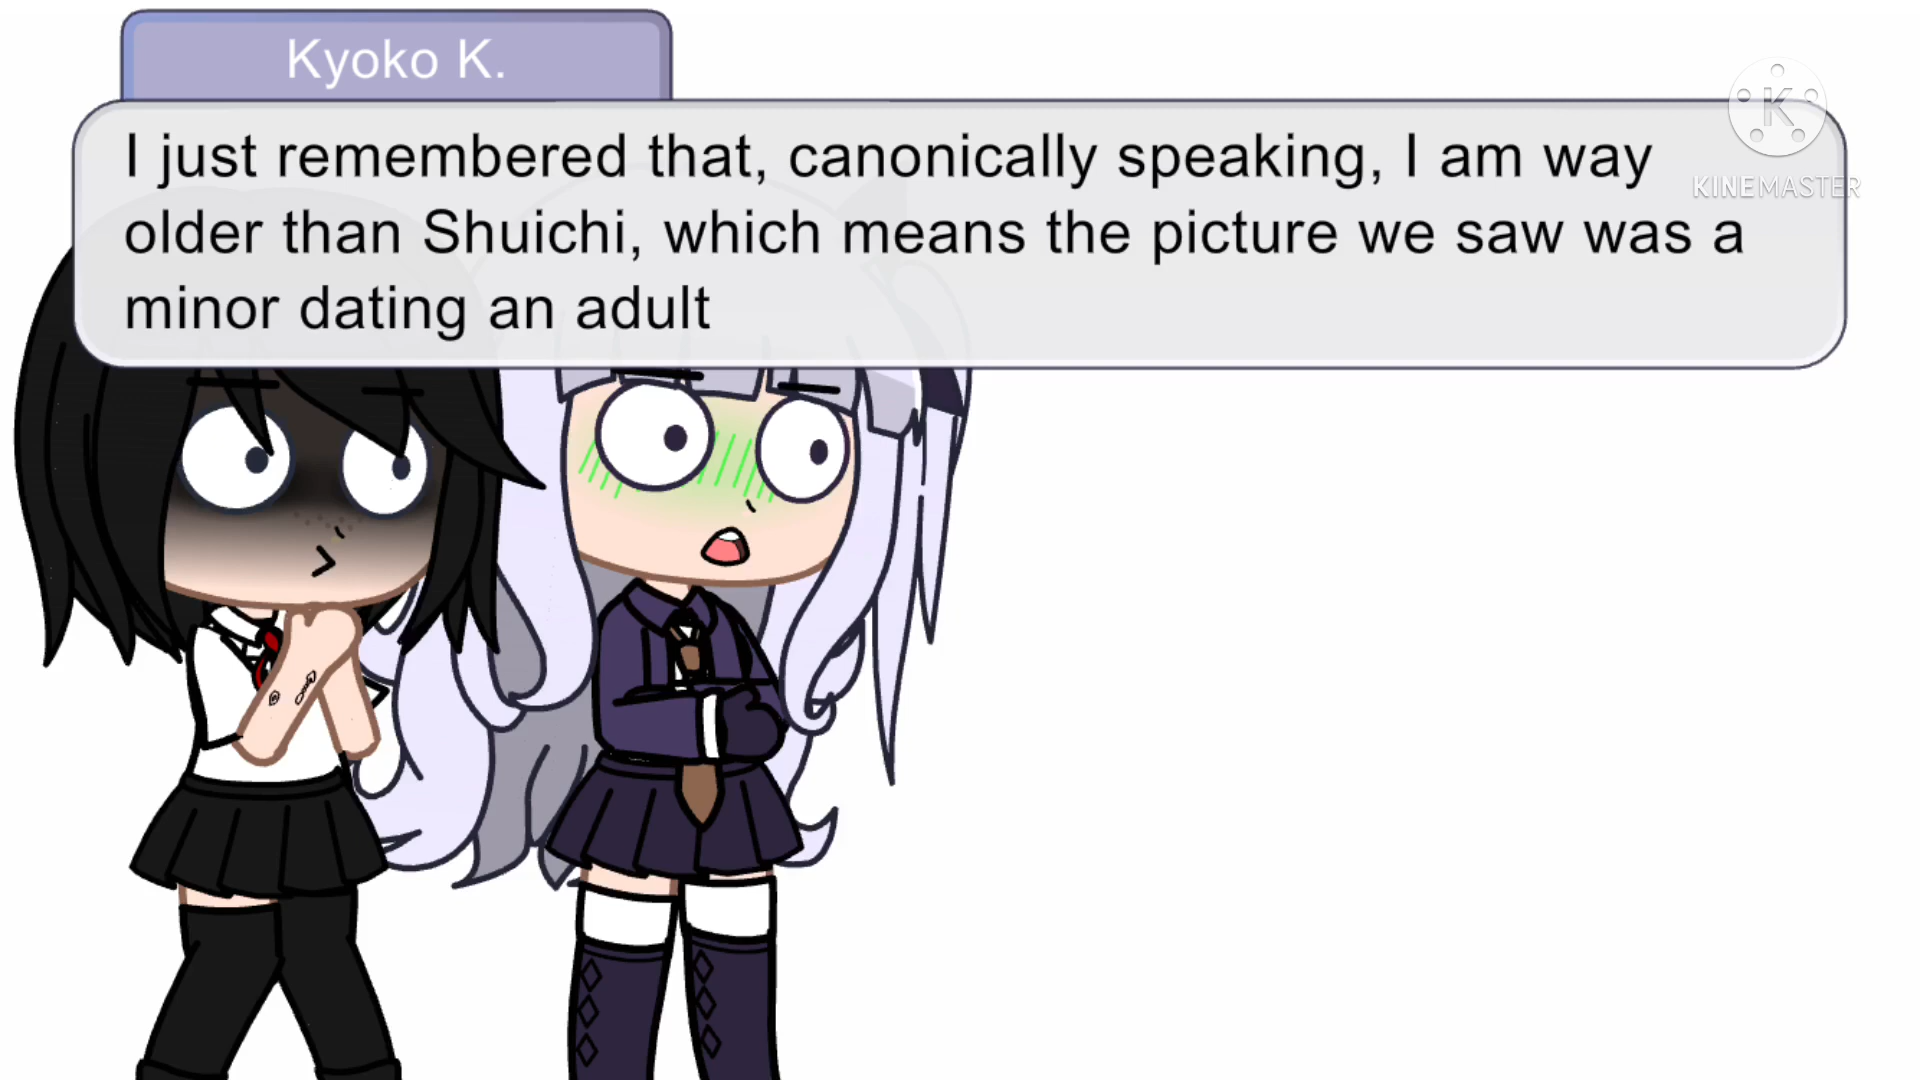 Kyoko K.
I just remembered that, canonically speaking, I am way
older than Shuichi, which means the picture we saw was a
minor dating an adult
K
KINEMASTER